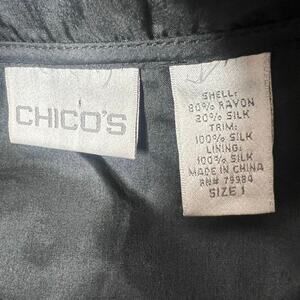 CHICO'S
SHELL:
80% RAYON
20% SILK
TRIM:
100% SILK
LINING:
100% SILK
MADE IN CHINA
RN# 79984
SIZE 1